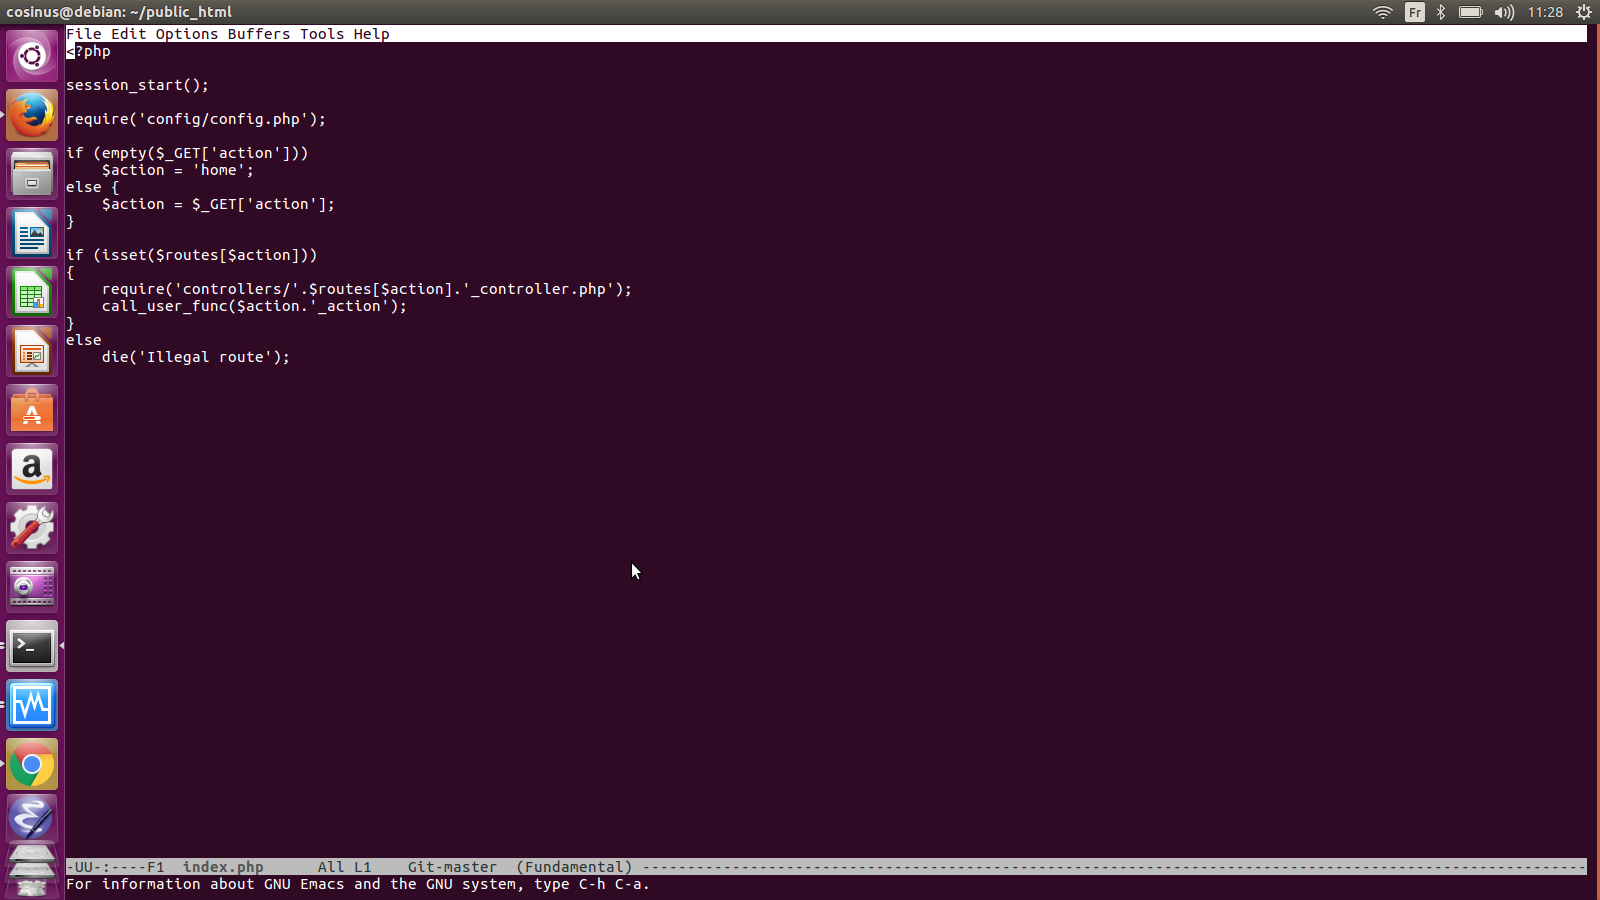 cosinus@debian: ~/public_html
Fr
11:28
File Edit Options Buffers Tools Help
<?php
session_start();
require('config/config.php');
if (empty($_GET['action']))
    $action = 'home';
else {
    $action = $_GET['action'];
}
if (isset($routes[$action]))
{
    require('controllers/'.$routes[$action].'_controller.php');
    call_user_func($action.'_action');
}
else
    die('Illegal route');
-UU-:----F1  index.php      All L1    Git-master  (Fundamental) ---------------------------------------------------------------------------------------------------------
For information about GNU Emacs and the GNU system, type C-h C-a.